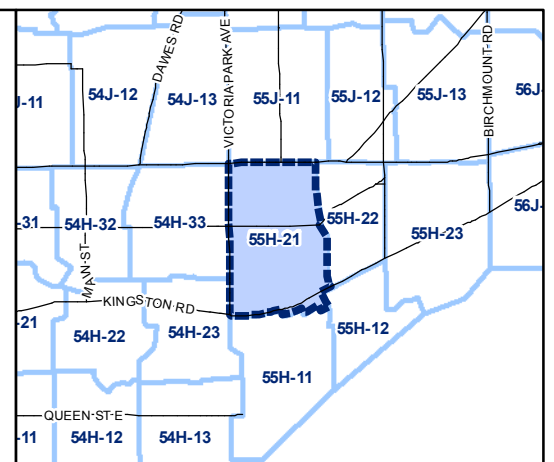 DAWES RD
VICTORIA PARK AVE
BIRCHMOUNT RD
54J-12
54J-13
55J-11
55J-12
55J-13
56J-
J-11
-31
54H-32
54H-33
55H-21
55H-22
55H-23
56J-
MAIN ST
KINGSTON RD
-21
54H-22
54H-23
55H-12
55H-11
QUEEN ST E
-11
54H-12
54H-13